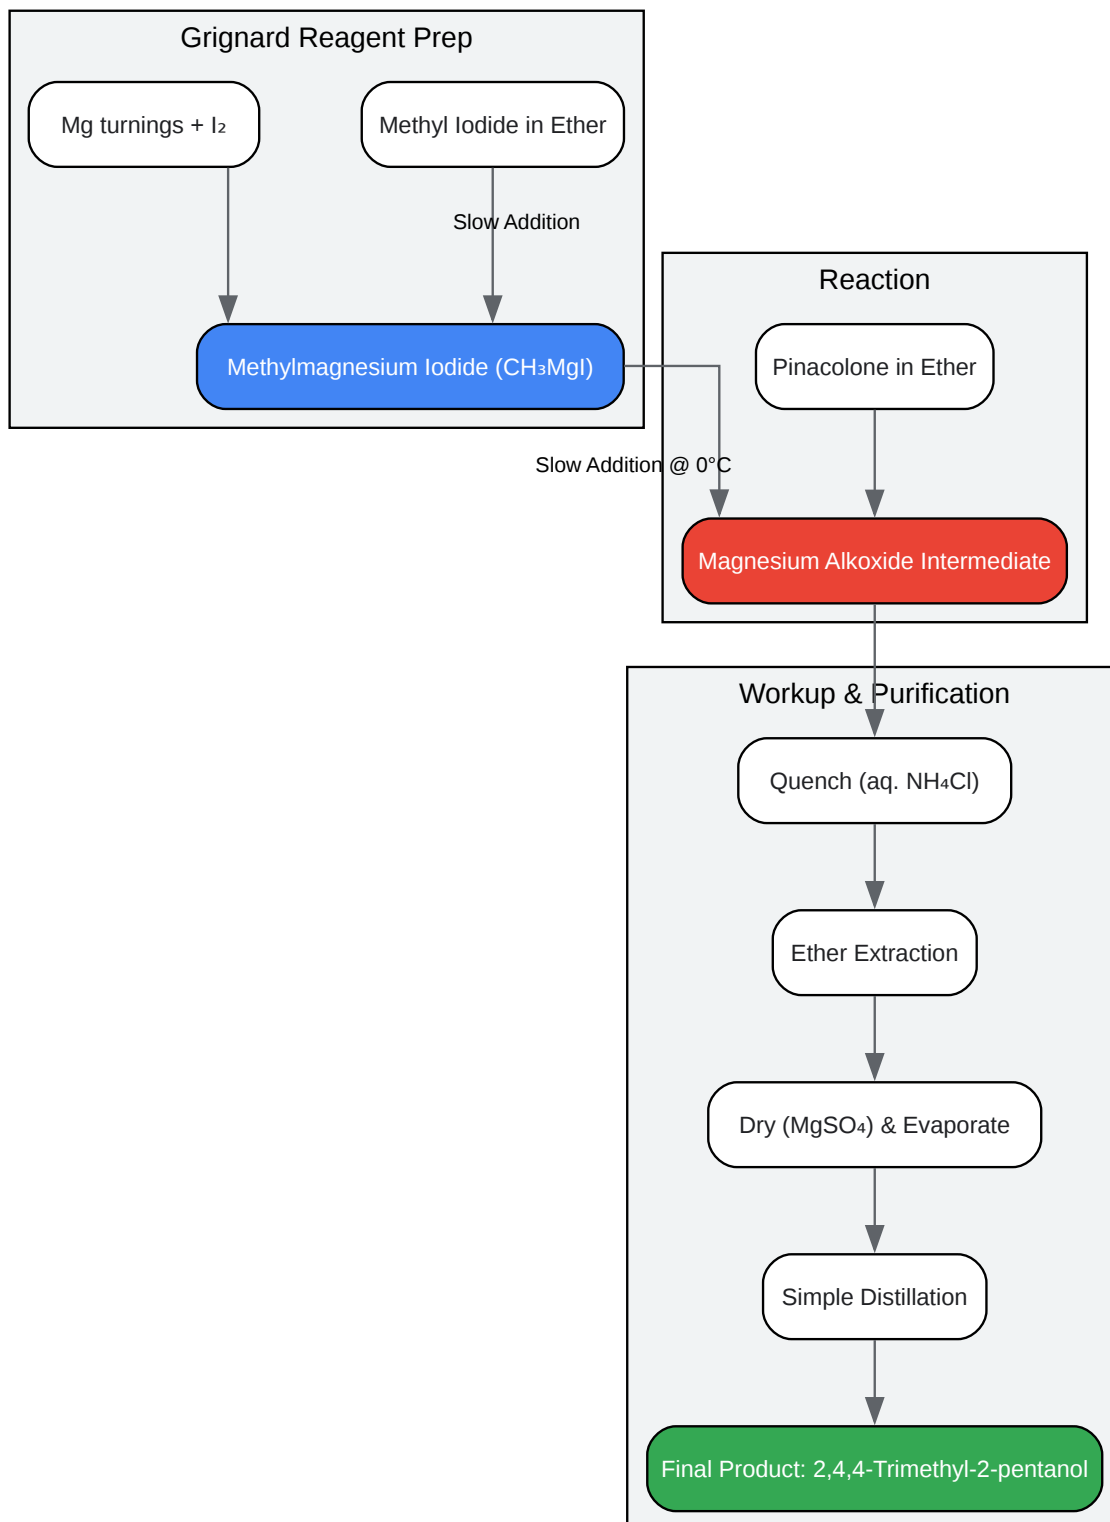 Grignard Reagent Prep
Mg turnings + I₂
Methyl Iodide in Ether
Slow Addition
Methylmagnesium Iodide (CH₃MgI)
Reaction
Pinacolone in Ether
Slow Addition @ 0°C
Magnesium Alkoxide Intermediate
Workup & Purification
Quench (aq. NH₄Cl)
Ether Extraction
Dry (MgSO₄) & Evaporate
Simple Distillation
Final Product: 2,4,4-Trimethyl-2-pentanol